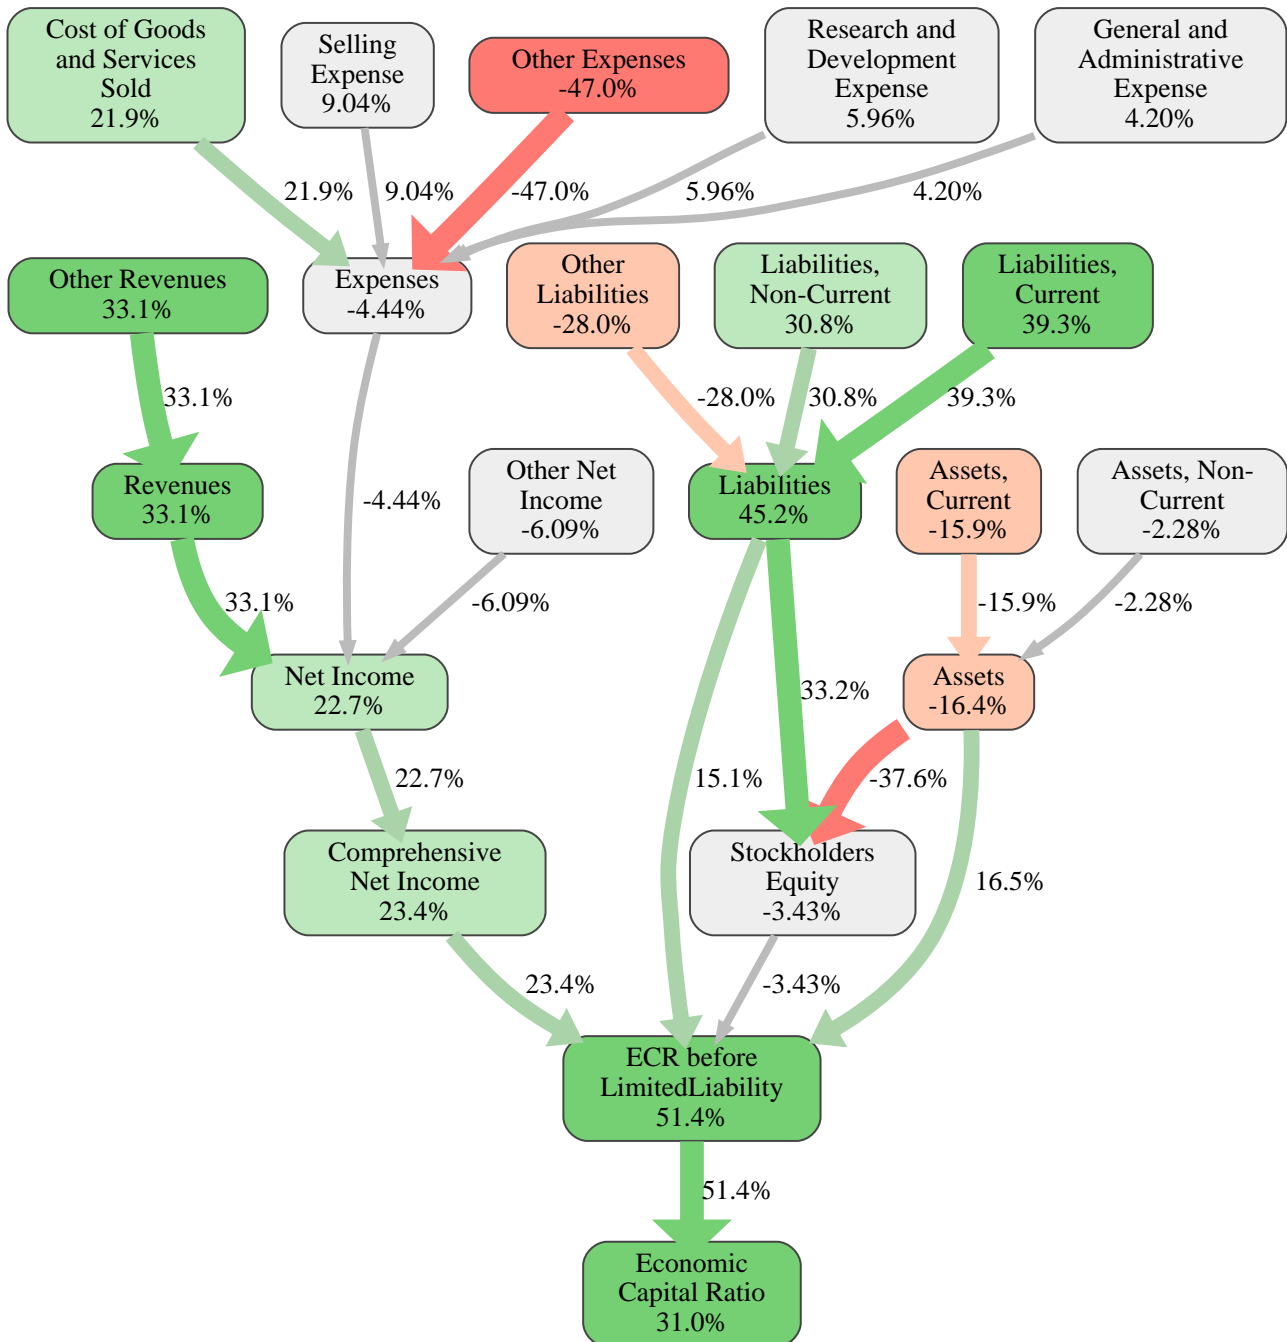 Cost of Goods
and Services
Sold
21.9%
Selling
Expense
9.04%
Other Expenses
-47.0%
Research and
Development
Expense
5.96%
General and
Administrative
Expense
4.20%
21.9%
9.04%
-47.0%
5.96%
4.20%
Other Revenues
33.1%
Expenses
-4.44%
Other
Liabilities
-28.0%
Liabilities,
Non-Current
30.8%
Liabilities,
Current
39.3%
33.1%
-28.0%
30.8%
39.3%
Revenues
33.1%
-4.44%
Other Net
Income
-6.09%
Liabilities
45.2%
Assets,
Current
-15.9%
Assets, Non-
Current
-2.28%
33.1%
-6.09%
-15.9%
-2.28%
Net Income
22.7%
33.2%
Assets
-16.4%
22.7%
15.1%
-37.6%
Comprehensive
Net Income
23.4%
Stockholders
Equity
-3.43%
16.5%
23.4%
-3.43%
ECR before
LimitedLiability
51.4%
51.4%
Economic
Capital Ratio
31.0%